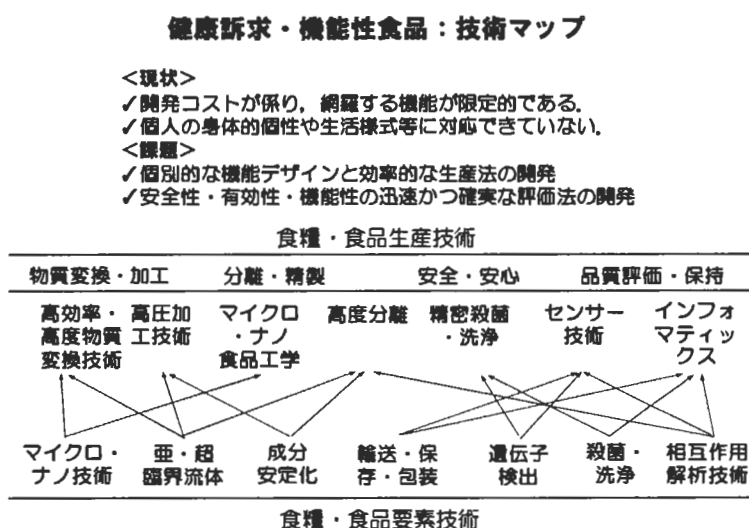 健康訴求・機能性食品：技術マップ
＜現状＞
✓開発コストが係り，網羅する機能が限定的である．
✓個人の身体的個性や生活様式等に対応できていない．
＜課題＞
✓個別的な機能デザインと効率的な生産法の開発
✓安全性・有効性・機能性の迅速かつ確実な評価法の開発
食糧・食品生産技術
物質変換・加工 分離・精製 安全・安心 品質評価・保持
高効率・
高度物質
変換技術
高圧加
工技術
マイクロ
・ナノ
食品工学
高度分離
精密殺菌
・洗浄
センサー
技術
インフォ
マティッ
クス
マイクロ・
ナノ技術
亜・超
臨界流体
成分
安定化
輸送・保
存・包装
遺伝子
検出
殺菌・
洗浄
相互作用
解析技術
食糧・食品要素技術